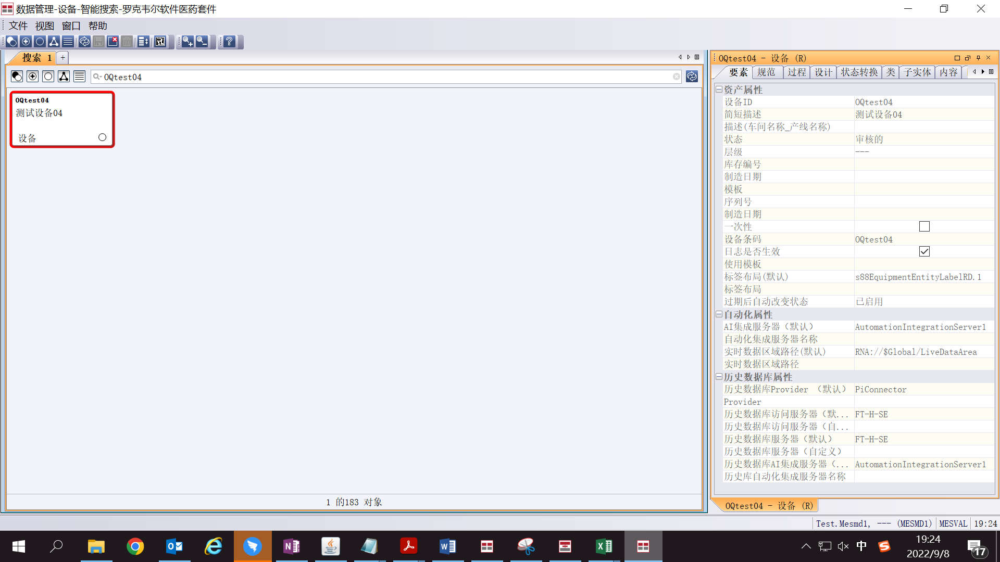 数据管理-设备-智能搜索-罗克韦尔软件医药套件
文件 视图 窗口 帮助
搜索 1 +
OQtest04
OQtest04
测试设备04
设备
1 的183 对象
OQtest04 - 设备 (R)
要素 规范 过程 设计 状态转换 类 子实体 内容
资产属性
设备ID OQtest04
简短描述 测试设备04
描述(车间名称_产线名称)
状态 审核的
层级 ---
库存编号
制造日期
模板
序列号
制造日期
一次性
设备条码 OQtest04
日志是否生效
使用模板
标签布局(默认) s88EquipmentEntityLabelRD.1
标签布局
过期后自动改变状态 已启用
自动化属性
AI集成服务器（默认） AutomationIntegrationServer1
自动化集成服务器名称
实时数据区域路径(默认) RNA://$Global/LiveDataArea
实时数据区域路径
历史数据库属性
历史数据库Provider （默认） PiConnector
Provider
历史数据库访问服务器（默... FT-H-SE
历史数据库访问服务器（自...
历史数据库服务器（默认） FT-H-SE
历史数据库服务器（自定义）
历史数据库AI集成服务器（... AutomationIntegrationServer1
历史库自动化集成服务器名称
OQtest04 - 设备 (R)
Test.Mesmd1, --- (MESMD1) MESVAL 19:24
中
19:24
2022/9/8
17